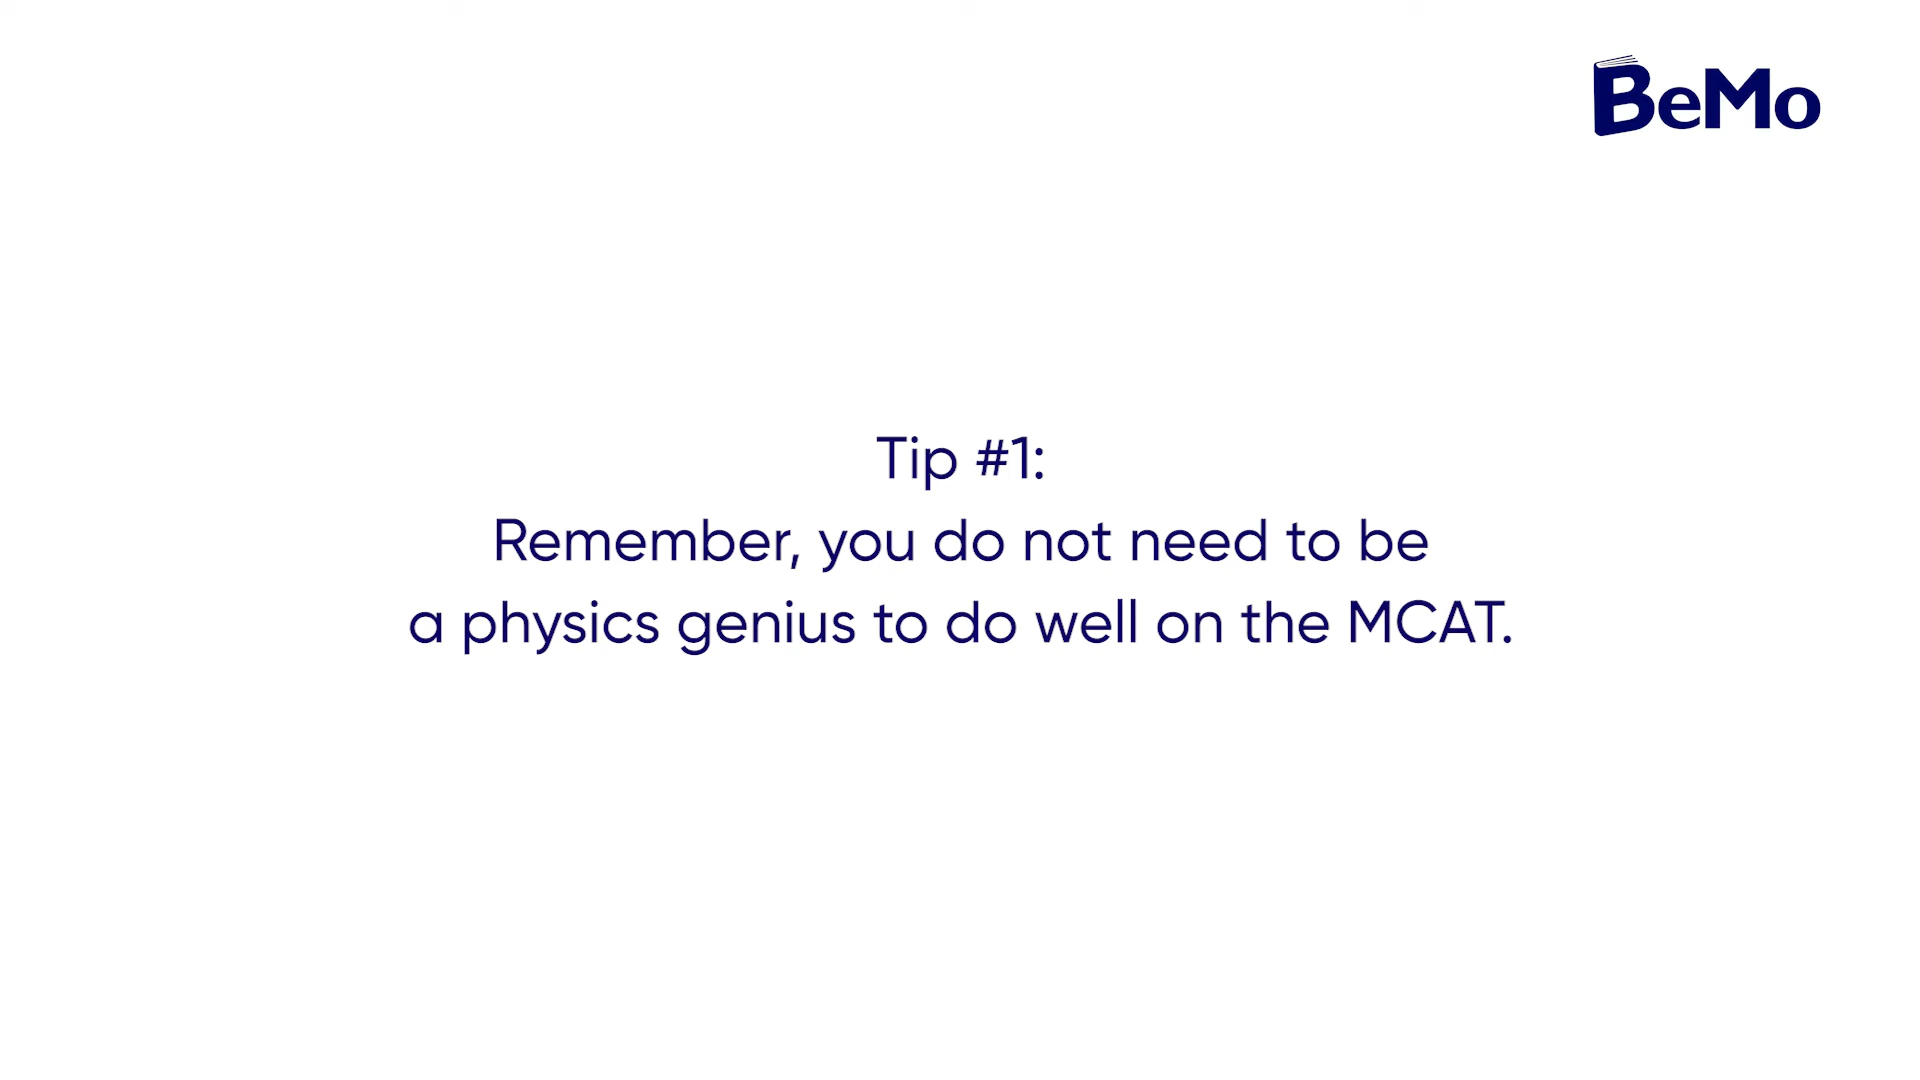 BeMo
Tip #1:
Remember, you do not need to be
a physics genius to do well on the MCAT.